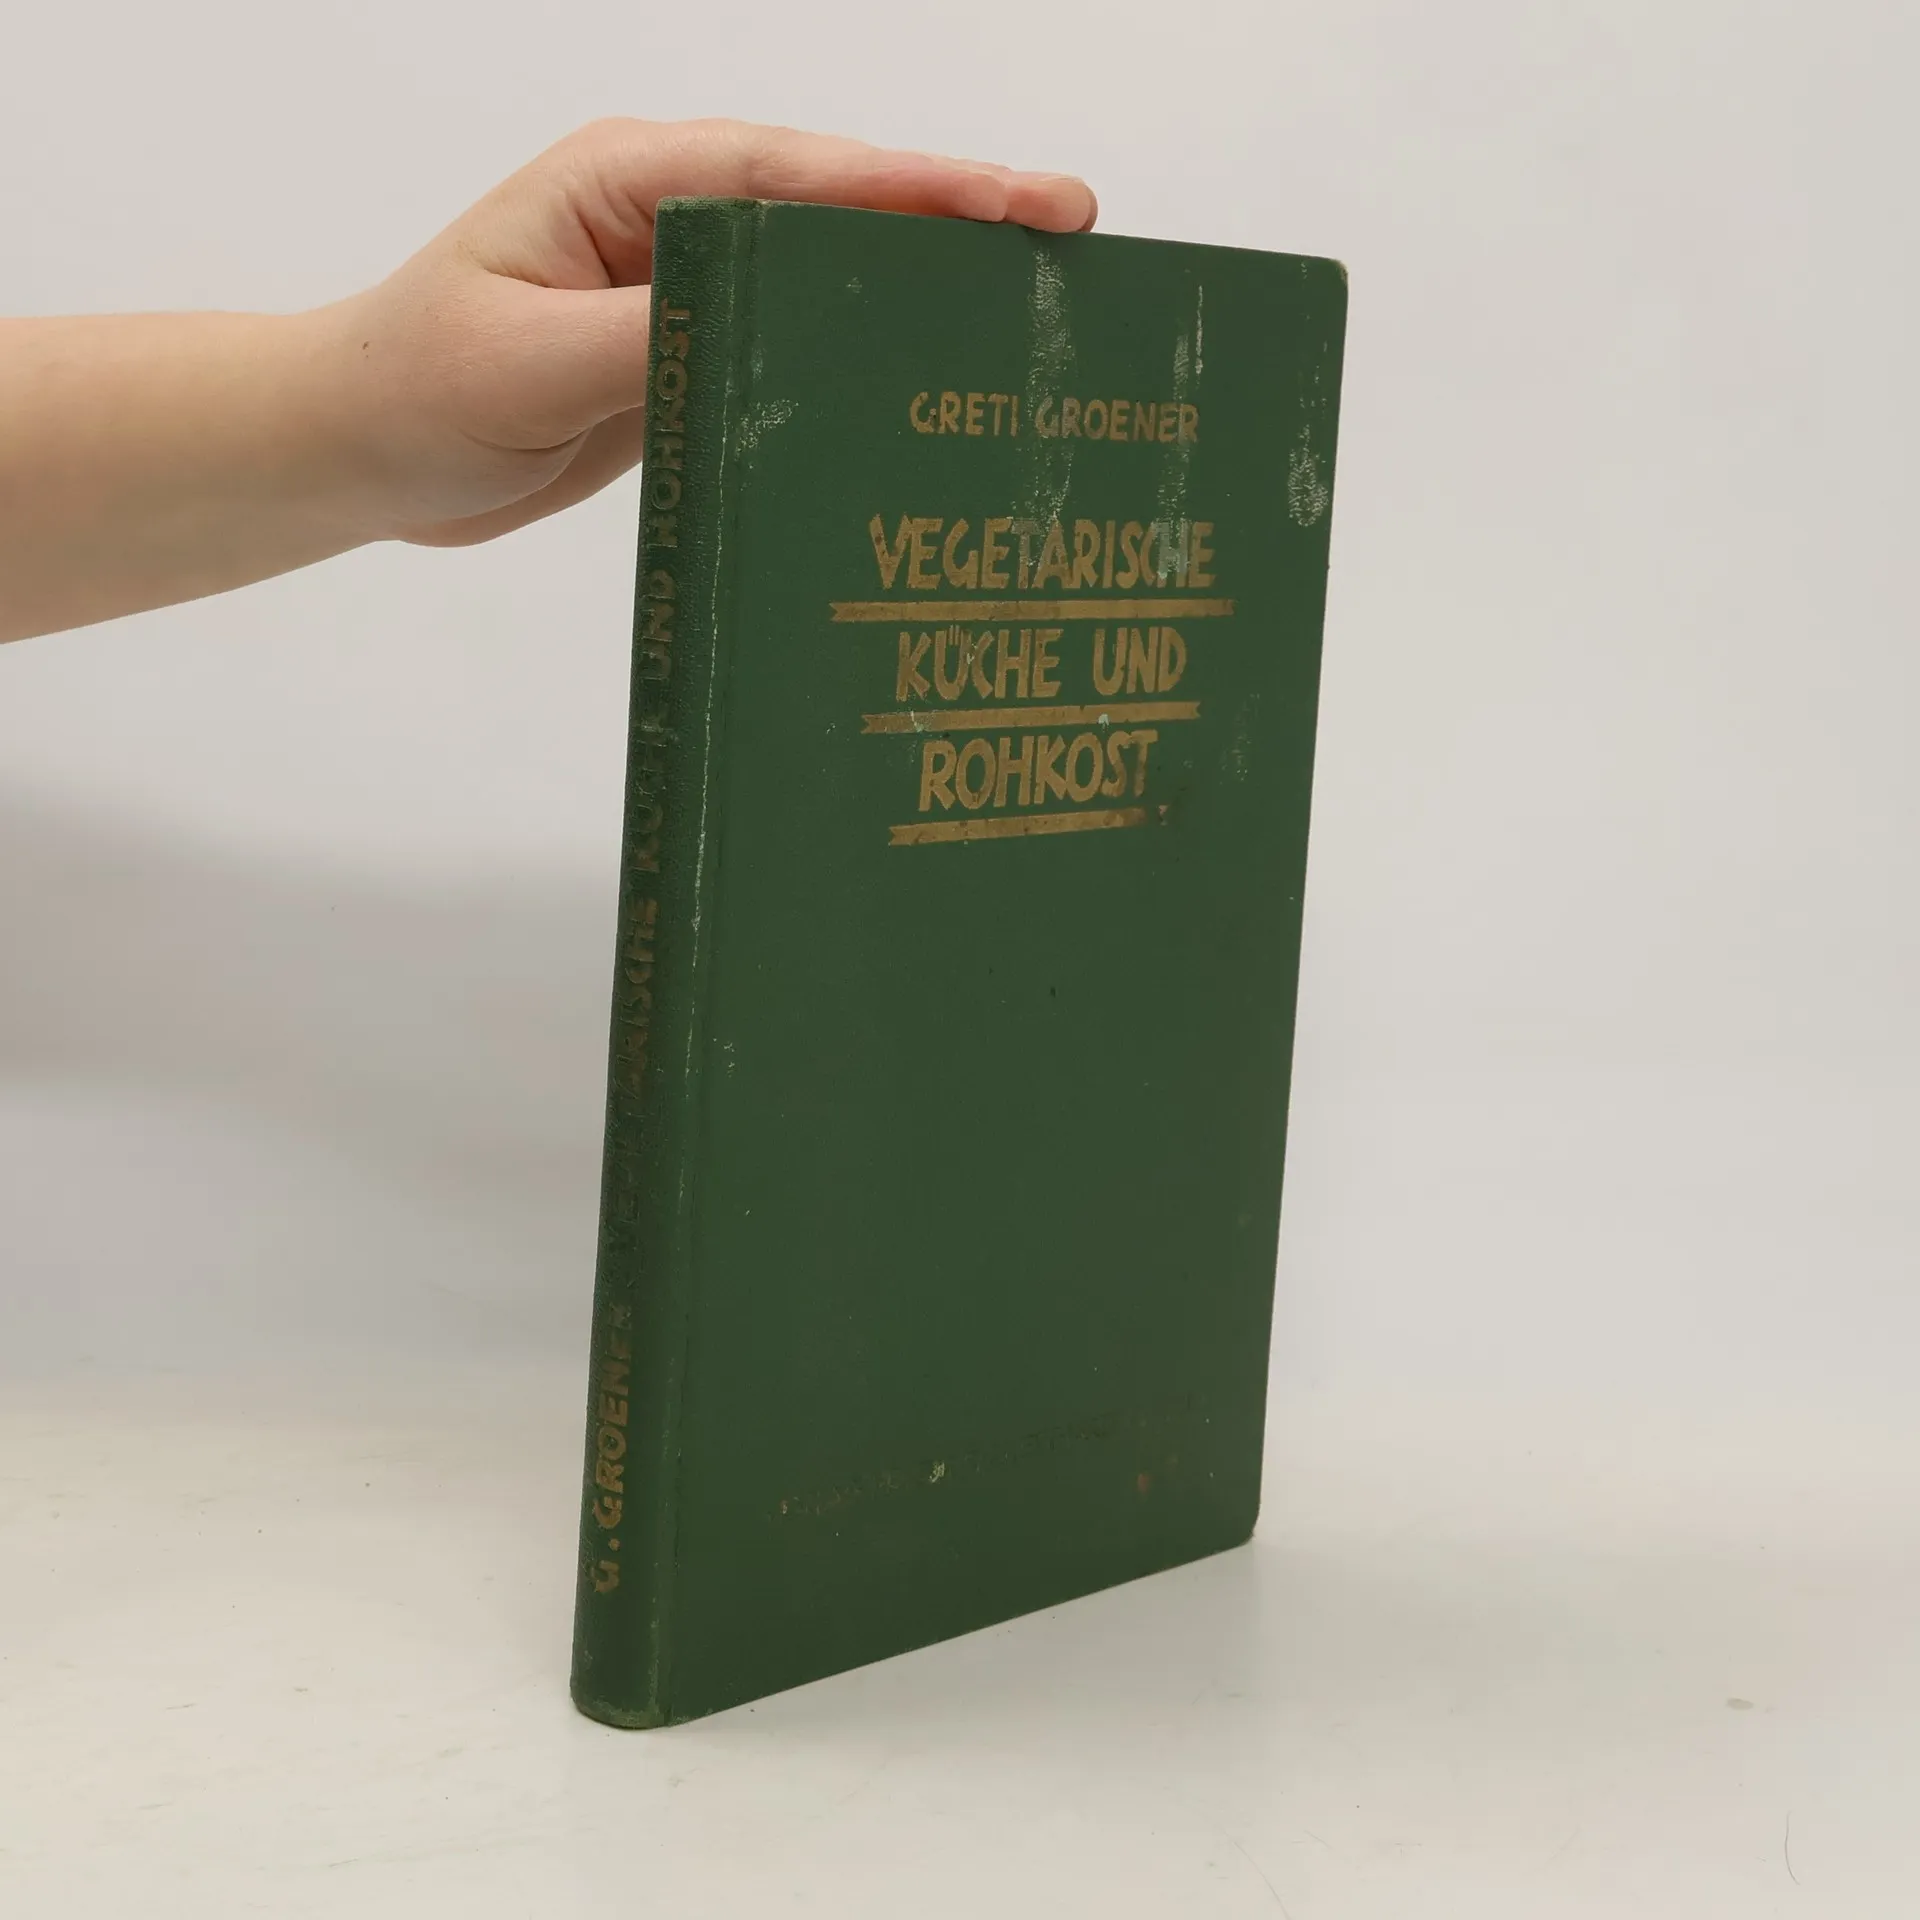 GRETI GROENER
VEGETARISCHE
KÜCHE UND
ROHKOST
G. GROENER VEGETARISCHE KÜCHE UND ROHKOST